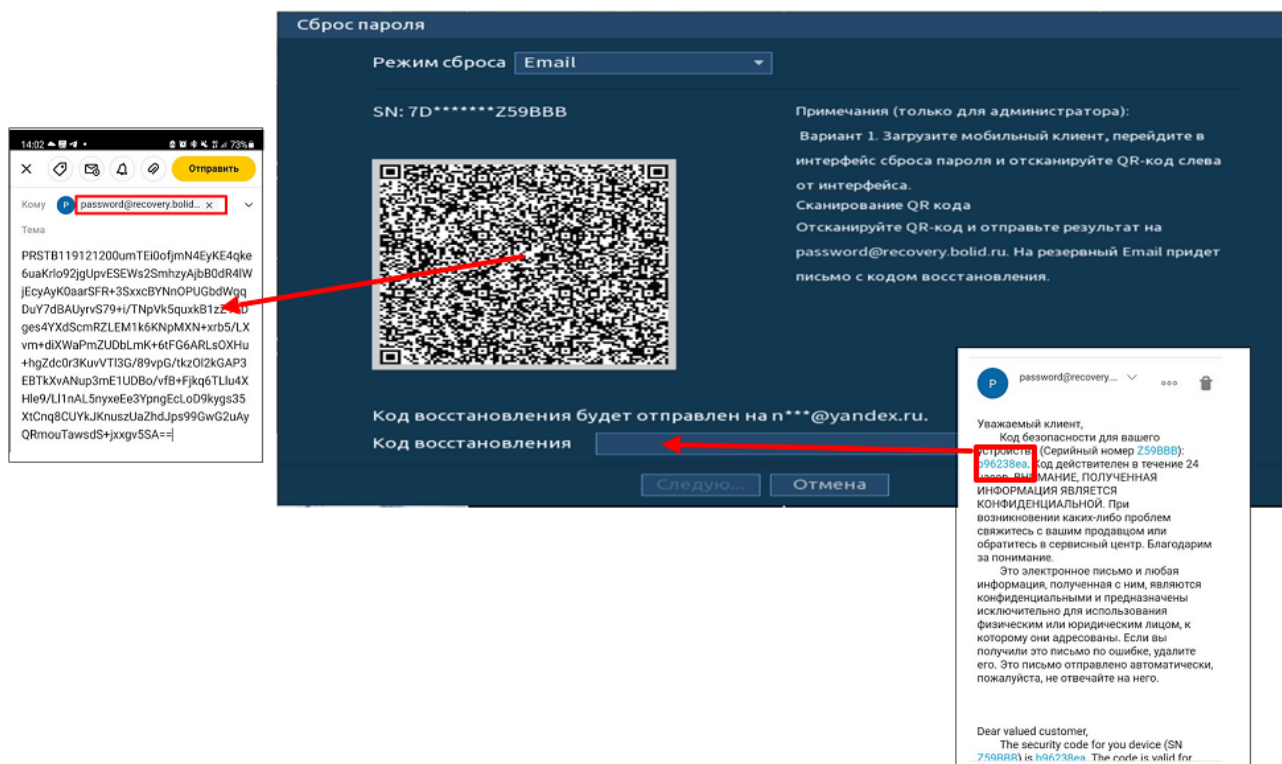 Сброс пароля
Режим сброса Email
SN: 7D*******Z59BBB
Примечания (только для администратора):
Вариант 1. Загрузите мобильный клиент, перейдите в
интерфейс сброса пароля и отсканируйте QR-код слева
от интерфейса.
Сканирование QR кода
Отсканируйте QR-код и отправьте результат на
password@recovery.bolid.ru. На резервный Email придет
письмо с кодом восстановления.
Код восстановления будет отправлен на n***@yandex.ru.
Код восстановления
Следую... Отмена
14:02 73%
Отправить
Кому P password@recovery.bolid...
Тема
PRSTB119121200umTEi0ofjmN4EyKE4qke
6uaKrlo92jgUpvESEWs2SmhzyAjbB0dR4lW
jEcyAyK0aarSFR+3SxxcBYNnOPUGbdWgq
DuY7dBAUyrvS79+i/TNpVk5quxkB1zZ
ges4YXdScmRZLEM1k6KNpMXN+xrb5/LX
vm+diXWaPmZUDbLmK+6tFG6ARLsOXHu
+hgZdc0r3KuvVTl3G/89vpG/tkzOl2kGAP3
EBTkXvANup3mE1UDBo/vfB+Fjkq6TLlu4X
Hle9/Ll1nAL5nyxeEe3YpngEcLoD9kygs35
XtCnq8CUYkJKnuszUaZhdJps99GwG2uAy
QRmouTawsdS+jxxgv5SA==
P password@recovery....
Уважаемый клиент,
Код безопасности для вашего
устройства (Серийный номер Z59BBB):
b96238ea. Код действителен в течение 24
часов. ВНИМАНИЕ, ПОЛУЧЕННАЯ
ИНФОРМАЦИЯ ЯВЛЯЕТСЯ
КОНФИДЕНЦИАЛЬНОЙ. При
возникновении каких-либо проблем
свяжитесь с вашим продавцом или
обратитесь в сервисный центр. Благодарим
за понимание.
Это электронное письмо и любая
информация, полученная с ним, являются
конфиденциальными и предназначены
исключительно для использования
физическим или юридическим лицом, к
которому они адресованы. Если вы
получили это письмо по ошибке, удалите
его. Это письмо отправлено автоматически,
пожалуйста, не отвечайте на него.
Dear valued customer,
The security code for you device (SN
Z59BBB) is b96238ea. The code is valid for